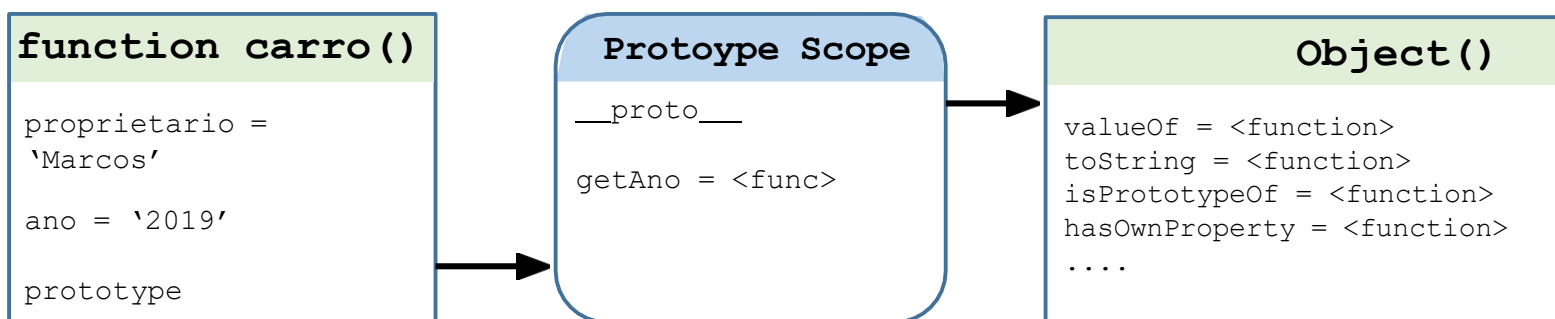 function carro()
proprietario =
‘Marcos’
ano = ‘2019’
prototype
Protoype Scope
__proto__
getAno = <func>
Object()
valueOf = <function>
toString = <function>
isPrototypeOf = <function>
hasOwnProperty = <function>
....